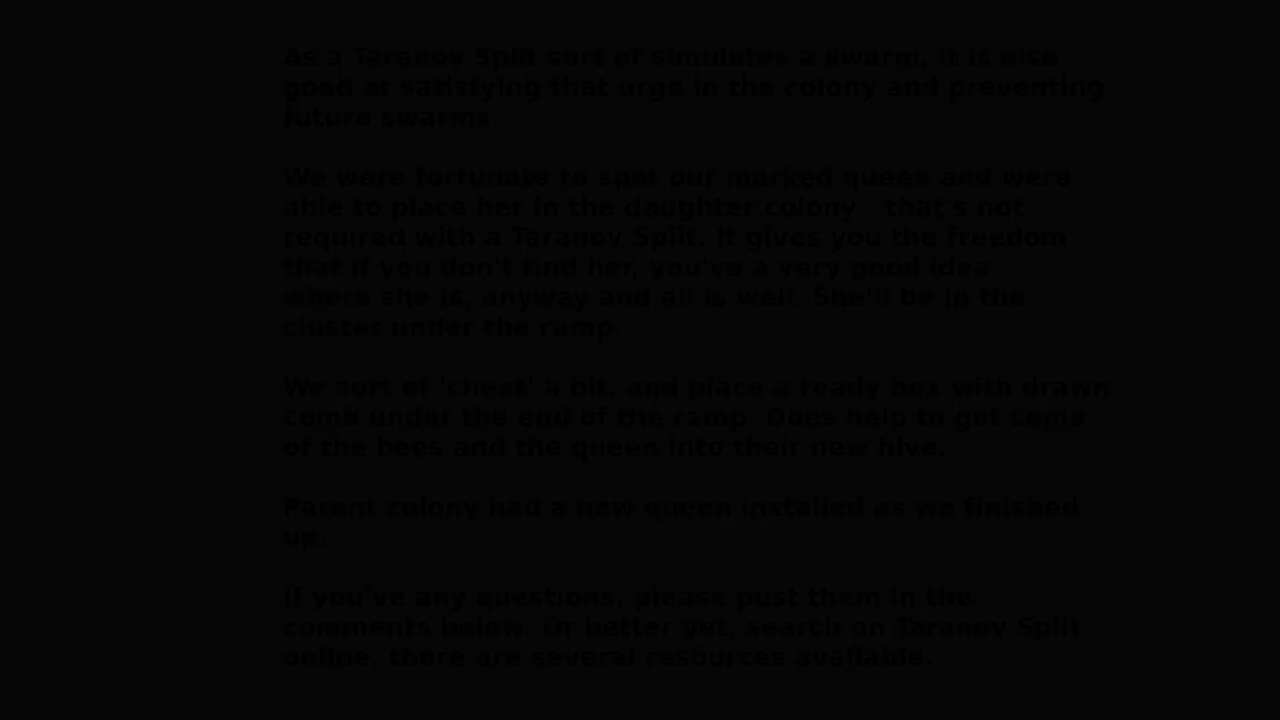 As a Taranov Split sort of simulates a swarm, it is also
good at satisfying that urge in the colony and preventing
future swarms.
We were fortunate to spot our marked queen and were
able to place her in the daughter colony - that's not
required with a Taranov Split. It gives you the freedom
that if you don't find her, you've a very good idea
where she is, anyway and all is well. She'll be in the
cluster under the ramp.
We sort of 'cheat' a bit, and place a ready box with drawn
comb under the end of the ramp. Does help to get some
of the bees and the queen into their new hive.
Parent colony had a new queen installed as we finished
up.
If you've any questions, please post them in the
comments below. Or better yet, search on Taranov Split
online, there are several resources available.